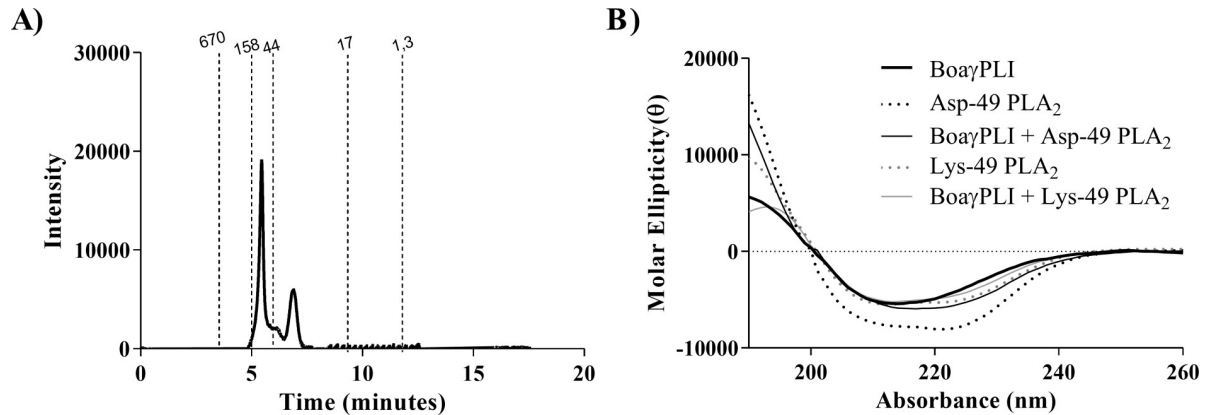 A)
670
158
44
17
1,3
30000
20000
10000
0
Intensity
0 5 10 15 20
Time (minutes)
B)
20000
10000
0
-10000
Molar Ellipticity(θ)
BoaγPLI
Asp-49 PLA₂
BoaγPLI + Asp-49 PLA₂
Lys-49 PLA₂
BoaγPLI + Lys-49 PLA₂
200 220 240 260
Absorbance (nm)